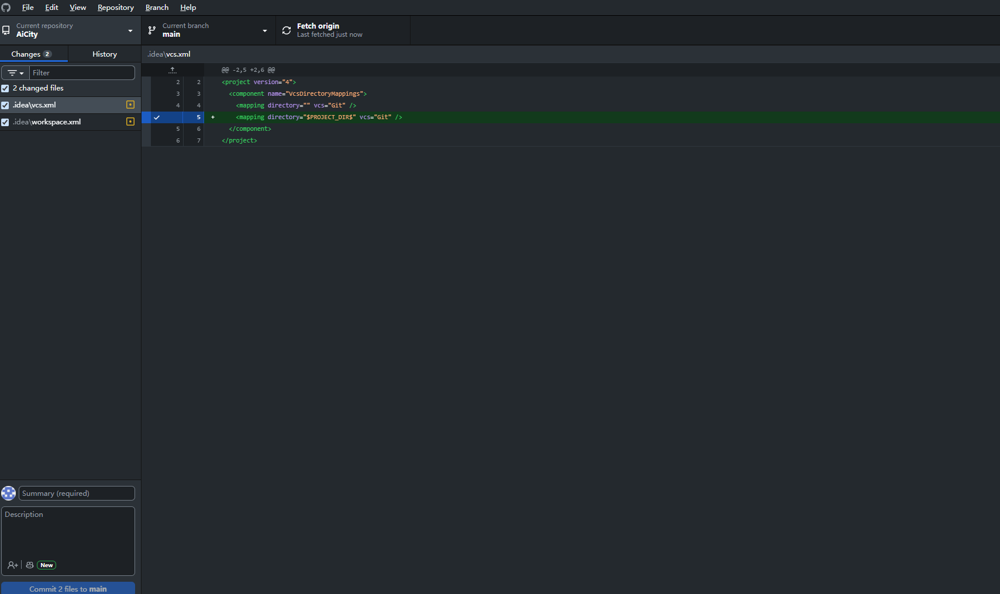 File Edit View Repository Branch Help
Current repository
AiCity
Current branch
main
Fetch origin
Last fetched just now
Changes 2
History
.idea\vcs.xml
Filter
2 changed files
.idea\vcs.xml
.idea\workspace.xml
@@ -2,5 +2,6 @@
2 2 <project version="4">
3 3 <component name="VcsDirectoryMappings">
4 4 <mapping directory="" vcs="Git" />
5 + <mapping directory="$PROJECT_DIR$" vcs="Git" />
5 6 </component>
6 7 </project>
Summary (required)
Description
New
Commit 2 files to main